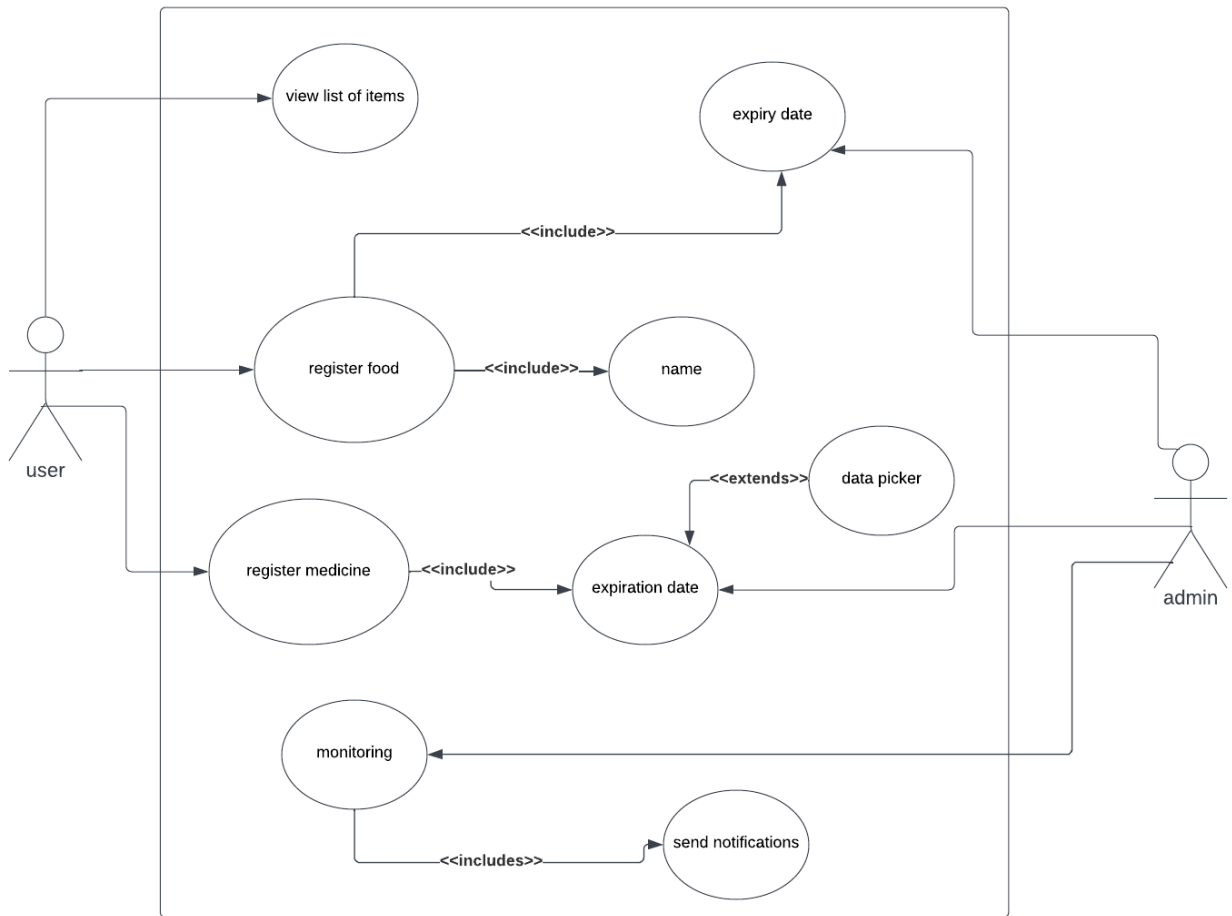 view list of items
expiry date
<<include>>
register food
<<include>>
name
user
<<extends>>
data picker
register medicine
<<include>>
expiration date
admin
monitoring
send notifications
<<includes>>